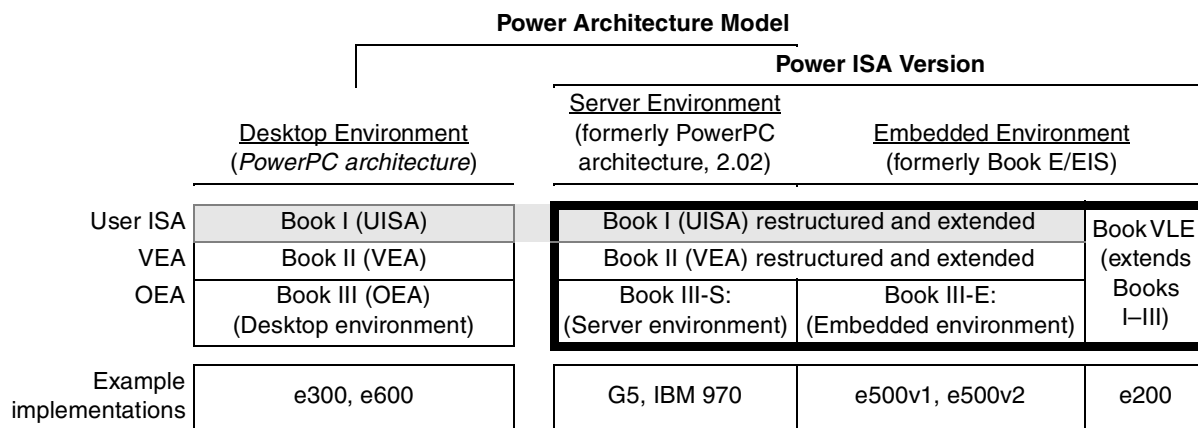 Power Architecture Model
Power ISA Version
Desktop Environment
(PowerPC architecture)
Server Environment
(formerly PowerPC
architecture, 2.02)
Embedded Environment
(formerly Book E/EIS)
User ISA
Book I (UISA)
Book I (UISA) restructured and extended
VEA
Book II (VEA)
Book II (VEA) restructured and extended
OEA
Book III (OEA)
(Desktop environment)
Book III-S:
(Server environment)
Book III-E:
(Embedded environment)
Book VLE
(extends
Books
I–III)
Example
implementations
e300, e600
G5, IBM 970
e500v1, e500v2
e200